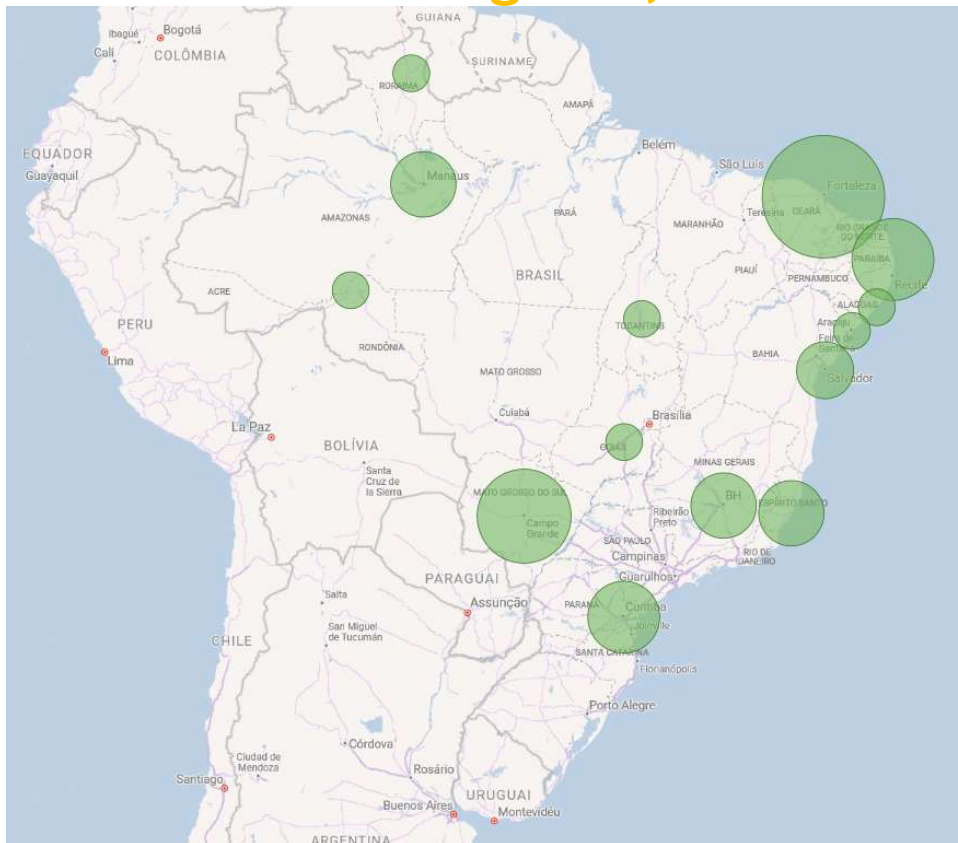 GUIANA
Bogotá
Ibagué
Cali
COLÔMBIA
SURINAME
RORAIMA
AMAPÁ
EQUADOR
Guayaquil
Belém
São Luís
Manaus
Fortaleza
AMAZONAS
PARÁ
Teresina
CEARÁ
MARANHÃO
RIO GRANDE
DO NORTE
PARAÍBA
BRASIL
PIAUÍ
PERNAMBUCO
Recife
ACRE
ALAGOAS
PERU
TOCANTINS
Aracaju
Feira de
Santana
RONDÔNIA
Lima
BAHIA
MATO GROSSO
Salvador
Cuiabá
Brasília
La Paz
BOLÍVIA
GOIÁS
MINAS GERAIS
Santa
Cruz de
la Sierra
MATO GROSSO DO SUL
BH
ESPÍRITO SANTO
Campo
Grande
Ribeirão
Preto
SÃO PAULO
RIO DE
JANEIRO
Campinas
Guarulhos
PARAGUAI
Salta
Assunção
PARANÁ
Curitiba
Joinville
San Miguel
de Tucumán
CHILE
SANTA CATARINA
Florianópolis
Porto Alegre
Córdova
Ciudad de
Mendoza
Rosário
Santiago
URUGUAI
Buenos Aires
Montevidéu
ARGENTINA